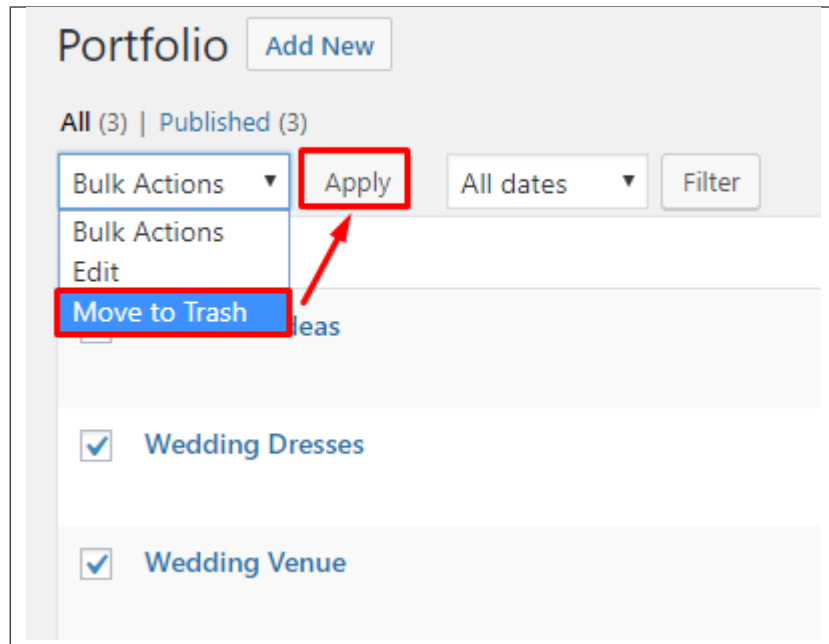 Portfolio Add New
All (3) | Published (3)
Bulk Actions Apply All dates Filter
Bulk Actions
Edit
Move to Trash
deas
Wedding Dresses
Wedding Venue